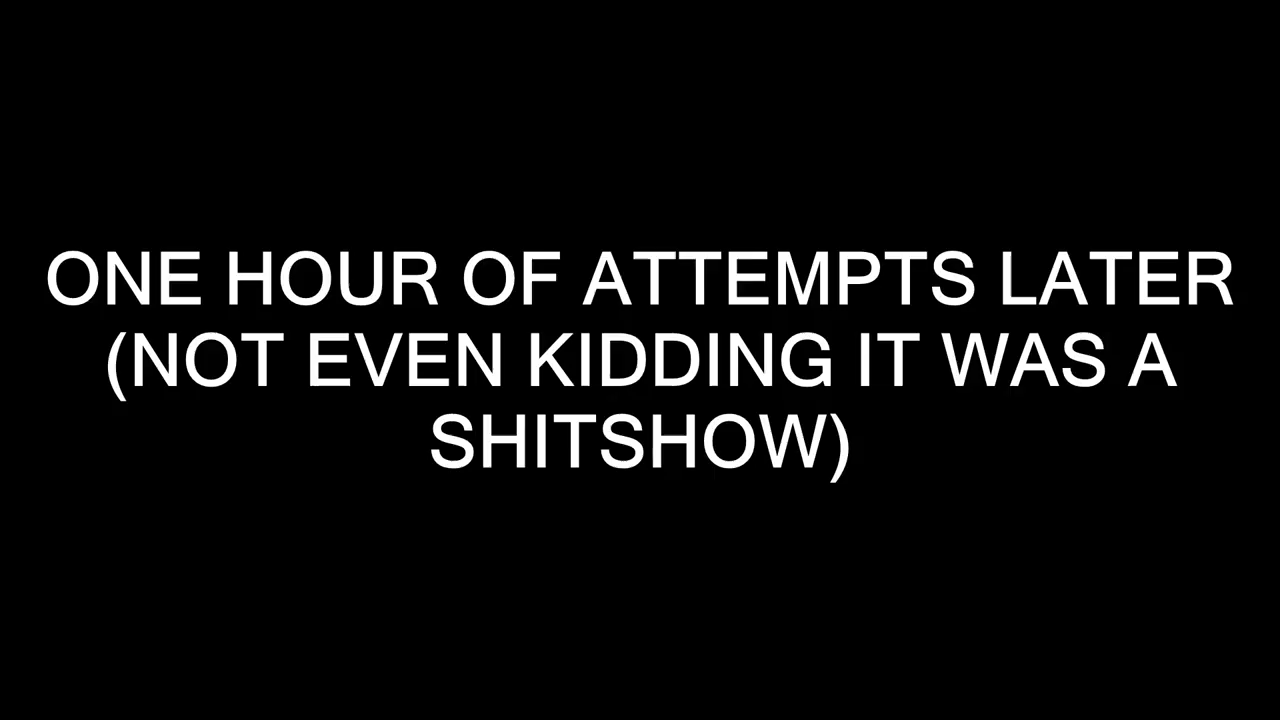 ONE HOUR OF ATTEMPTS LATER
(NOT EVEN KIDDING IT WAS A
SHITSHOW)